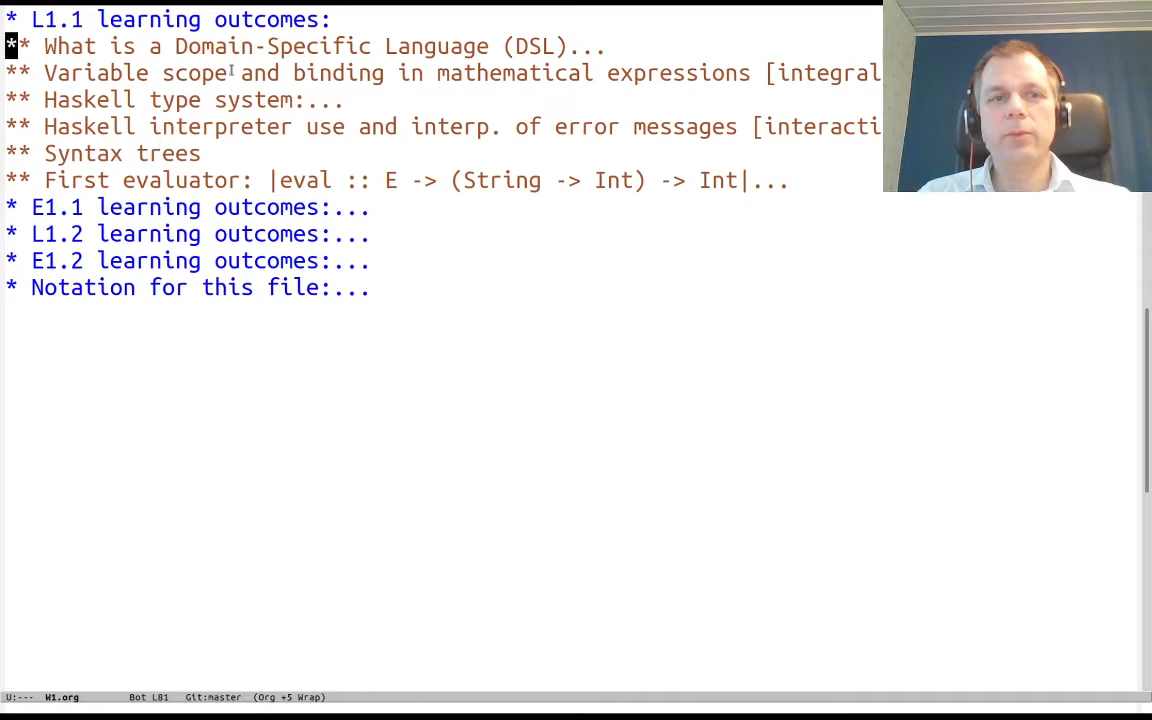 * L1.1 learning outcomes:
** What is a Domain-Specific Language (DSL)...
** Variable scope and binding in mathematical expressions [integral
** Haskell type system:...
** Haskell interpreter use and interp. of error messages [interacti
** Syntax trees
** First evaluator: |eval :: E -> (String -> Int) -> Int|...
* E1.1 learning outcomes:...
* L1.2 learning outcomes:...
* E1.2 learning outcomes:...
* Notation for this file:...
U:--- W1.org Bot L81 Git:master (Org +5 Wrap)